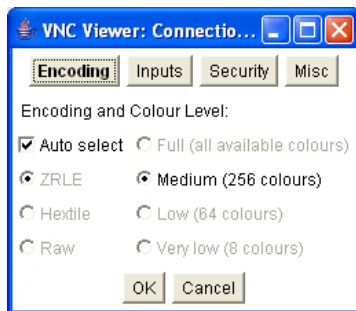 VNC Viewer: Connectio...
Encoding Inputs Security Misc
Encoding and Colour Level:
Auto select Full (all available colours)
ZRLE Medium (256 colours)
Hextile Low (64 colours)
Raw Very low (8 colours)
OK Cancel